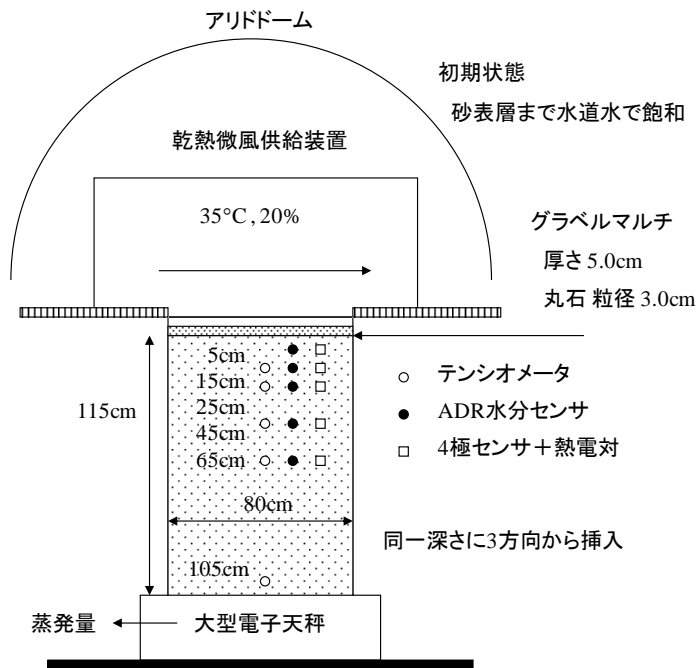 アリドドーム
初期状態
砂表層まで水道水で飽和
乾熱微風供給装置
35°C , 20%
グラベルマルチ
厚さ 5.0cm
丸石 粒径 3.0cm
5cm
15cm
25cm
45cm
65cm
115cm
○ テンシオメータ
● ADR水分センサ
□ 4極センサ＋熱電対
80cm
同一深さに3方向から挿入
105cm
蒸発量
大型電子天秤